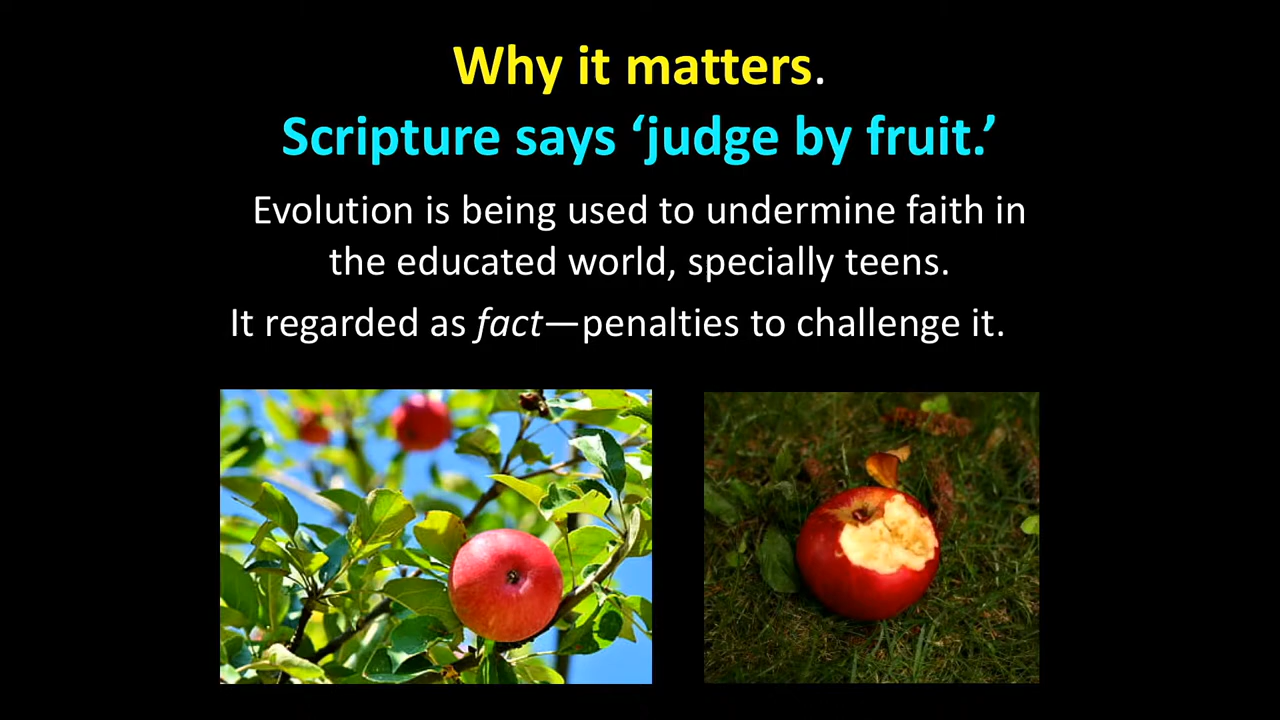 Why it matters.
Scripture says ‘judge by fruit.’
Evolution is being used to undermine faith in
the educated world, specially teens.
It regarded as fact—penalties to challenge it.